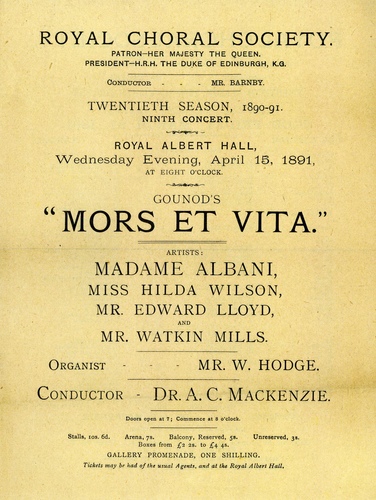 ROYAL CHORAL SOCIETY.
PATRON—HER MAJESTY THE QUEEN.
PRESIDENT—H.R.H. THE DUKE OF EDINBURGH, K.G.
CONDUCTOR - - - MR. BARNBY.
TWENTIETH SEASON, 1890-91.
NINTH CONCERT.
ROYAL ALBERT HALL,
Wednesday Evening, April 15, 1891,
AT EIGHT O'CLOCK.
GOUNOD'S
"MORS ET VITA."
ARTISTS:
MADAME ALBANI,
MISS HILDA WILSON,
MR. EDWARD LLOYD,
AND
MR. WATKIN MILLS.
ORGANIST - - - MR. W. HODGE.
CONDUCTOR - DR. A. C. MACKENZIE.
Doors open at 7; Commence at 8 o'clock.
Stalls, 10s. 6d. Arena, 7s. Balcony, Reserved, 5s. Unreserved, 3s.
Boxes from £2 2s. to £4 4s.
GALLERY PROMENADE, ONE SHILLING.
Tickets may be had of the usual Agents, and at the Royal Albert Hall.